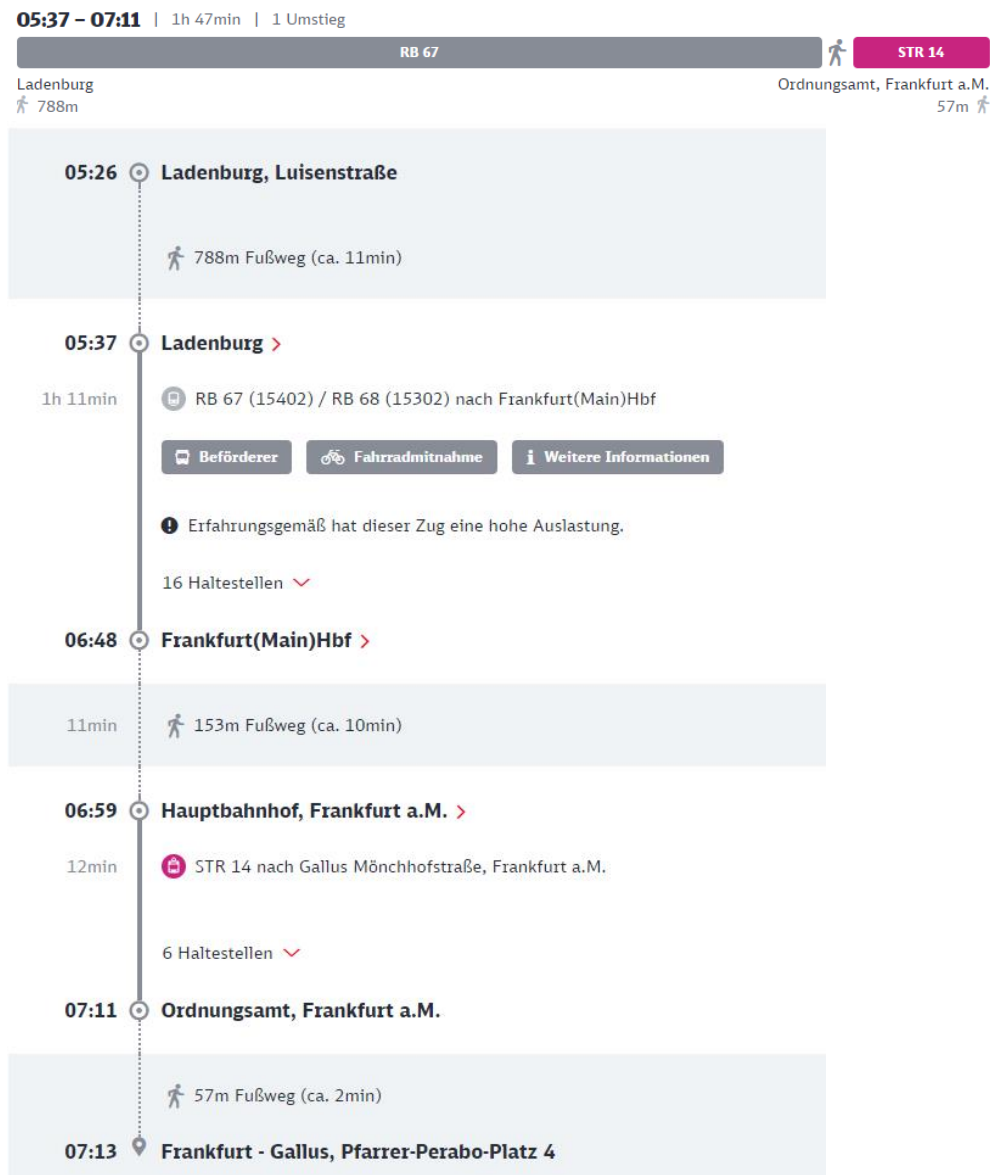 05:37 – 07:11 | 1h 47min | 1 Umstieg
RB 67 STR 14
Ladenburg Ordnungsamt, Frankfurt a.M.
788m 57m
05:26 Ladenburg, Luisenstraße
788m Fußweg (ca. 11min)
05:37 Ladenburg
1h 11min RB 67 (15402) / RB 68 (15302) nach Frankfurt(Main)Hbf
Beförderer Fahrradmitnahme Weitere Informationen
Erfahrungsgemäß hat dieser Zug eine hohe Auslastung.
16 Haltestellen
06:48 Frankfurt(Main)Hbf
11min 153m Fußweg (ca. 10min)
06:59 Hauptbahnhof, Frankfurt a.M.
12min STR 14 nach Gallus Mönchhofstraße, Frankfurt a.M.
6 Haltestellen
07:11 Ordnungsamt, Frankfurt a.M.
57m Fußweg (ca. 2min)
07:13 Frankfurt - Gallus, Pfarrer-Perabo-Platz 4